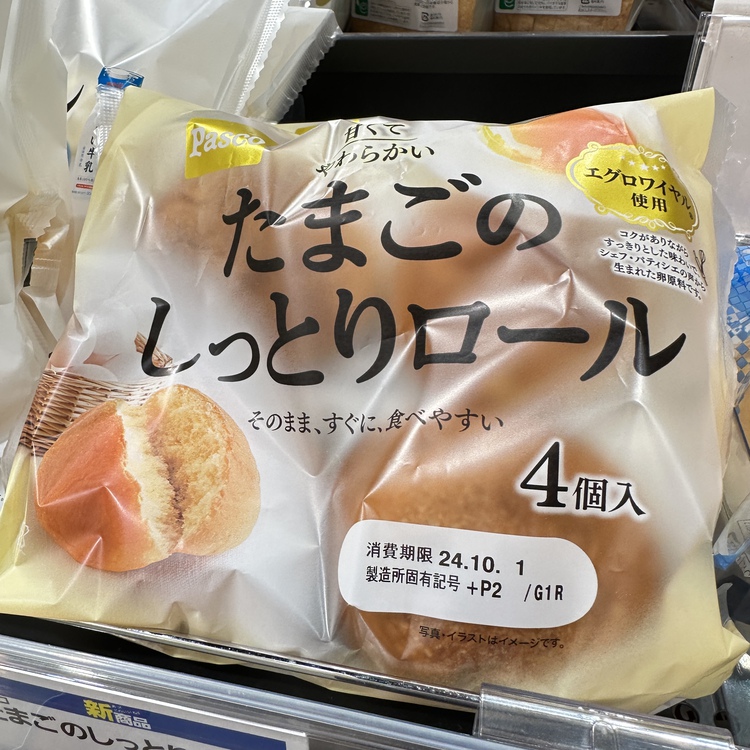 Pasco
甘くて
やわらかい
たまごの
しっとりロール
エグロワイヤル®
使用
コクがありながら
すっきりとした味わいで
シェフ・パティシエの声から
生まれた卵原料です。
そのまま、すぐに、食べやすい
4個入
消費期限 24.10. 1
製造所固有記号 +P2 /G1R
写真・イラストはイメージです。
牛乳
新商品
たまごのしっとり